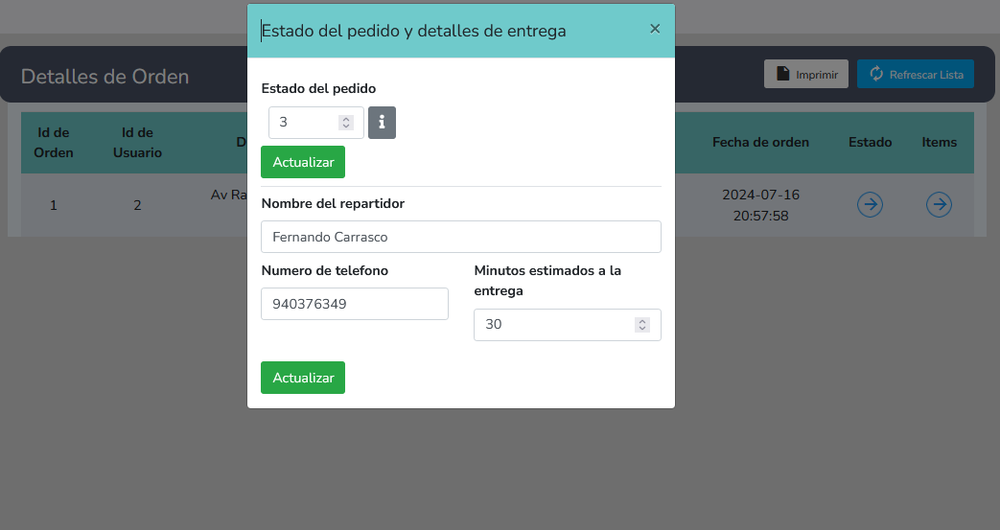 Estado del pedido y detalles de entrega ×
Detalles de Orden
Imprimir
Refrescar Lista
Estado del pedido
3
Actualizar
Id de Orden
Id de Usuario
D
Fecha de orden
Estado
Items
1
2
Av Ra
2024-07-16
20:57:58
Nombre del repartidor
Fernando Carrasco
Numero de telefono
940376349
Minutos estimados a la
entrega
30
Actualizar